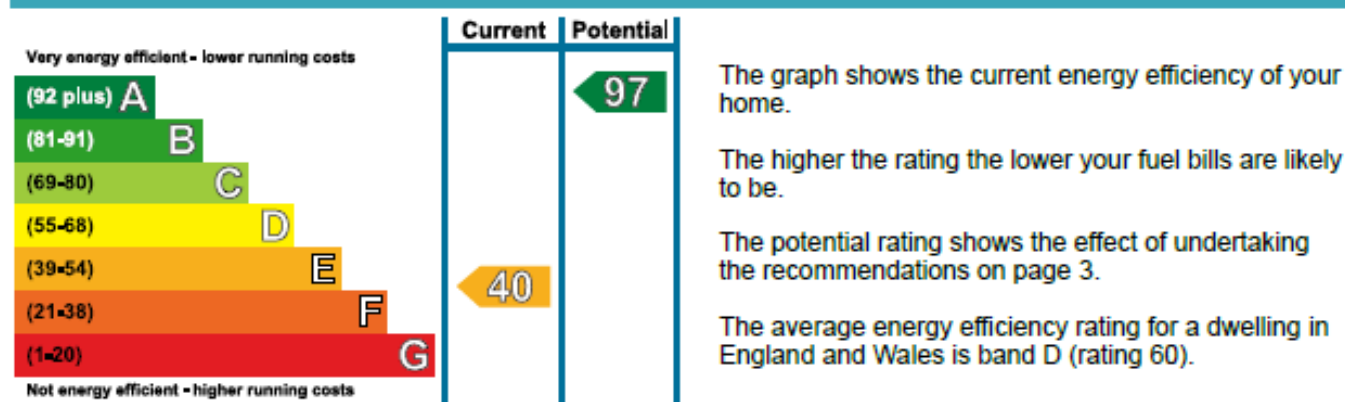 Current Potential
Very energy efficient - lower running costs
(92 plus) A
97
(81-91) B
(69-80) C
(55-68) D
(39-54) E
40
(21-38) F
(1-20) G
Not energy efficient - higher running costs
The graph shows the current energy efficiency of your
home.
The higher the rating the lower your fuel bills are likely
to be.
The potential rating shows the effect of undertaking
the recommendations on page 3.
The average energy efficiency rating for a dwelling in
England and Wales is band D (rating 60).